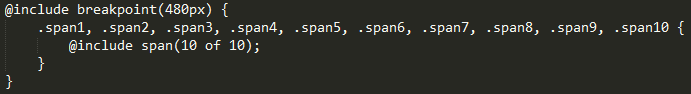 @include breakpoint(480px) {
    .span1, .span2, .span3, .span4, .span5, .span6, .span7, .span8, .span9, .span10 {
        @include span(10 of 10);
    }
}